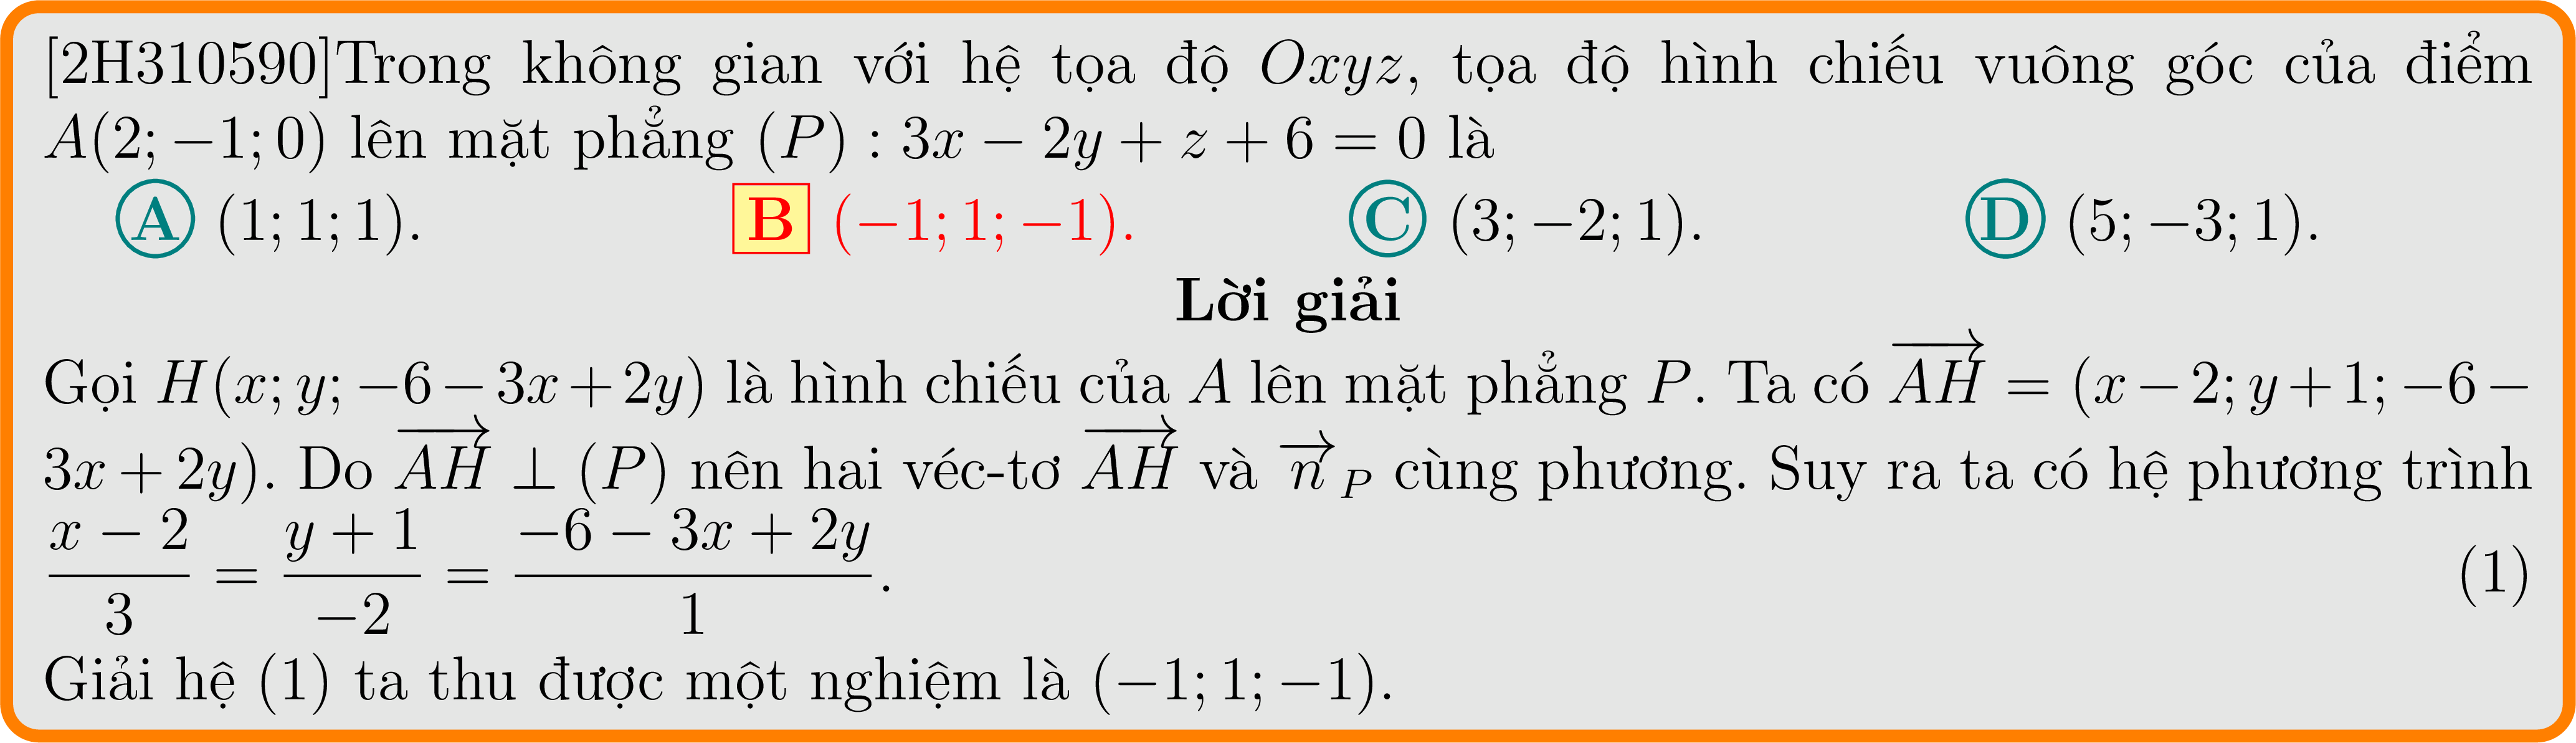 [2H310590]Trong không gian với hệ tọa độ Oxyz, tọa độ hình chiếu vuông góc của điểm
A(2; −1; 0) lên mặt phẳng (P) : 3x − 2y + z + 6 = 0 là
A (1; 1; 1). B (−1; 1; −1). C (3; −2; 1). D (5; −3; 1).
Lời giải
Gọi H(x; y; −6 − 3x + 2y) là hình chiếu của A lên mặt phẳng P. Ta có $\overrightarrow{AH}$ = (x − 2; y + 1; −6 −
3x + 2y). Do $\overrightarrow{AH}$ ⊥ (P) nên hai véc-tơ $\overrightarrow{AH}$ và $\overrightarrow{n}_P$ cùng phương. Suy ra ta có hệ phương trình
$\frac{x-2}{3} = \frac{y+1}{-2} = \frac{-6-3x+2y}{1}$. (1)
Giải hệ (1) ta thu được một nghiệm là (−1; 1; −1).